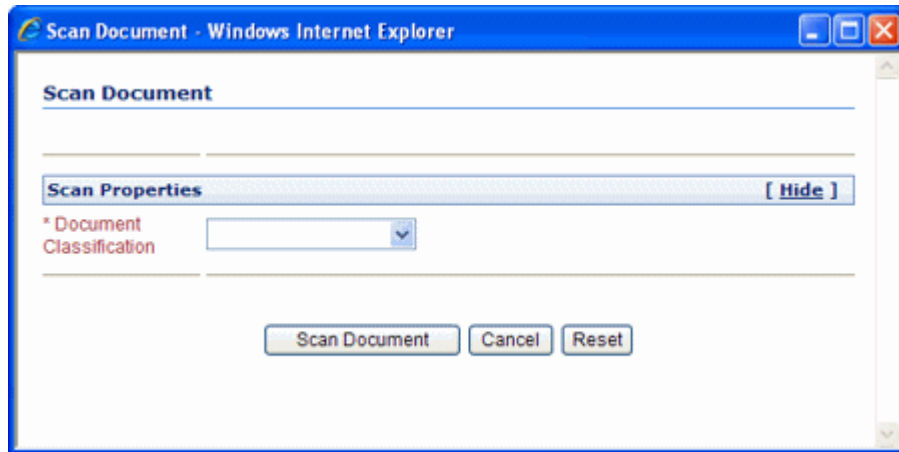 Scan Document - Windows Internet Explorer
Scan Document
Scan Properties [ Hide ]
* Document
Classification
Scan Document Cancel Reset